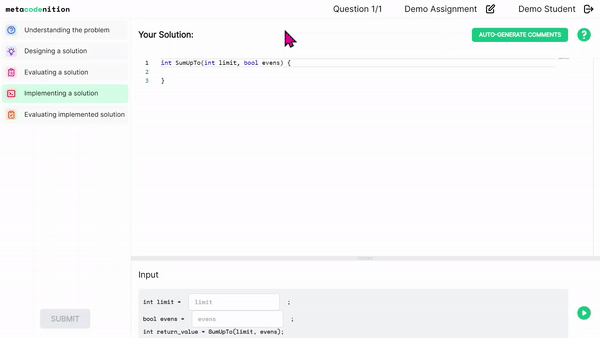 metacodenition
Question 1/1
Demo Assignment
Demo Student
Understanding the problem
Designing a solution
Evaluating a solution
Implementing a solution
Evaluating implemented solution
SUBMIT
Your Solution:
AUTO-GENERATE COMMENTS
?
1 int SumUpTo(int limit, bool evens) {
2
3 }
Input
int limit = limit ;
bool evens = evens ;
int return_value = SumUpTo(limit, evens);